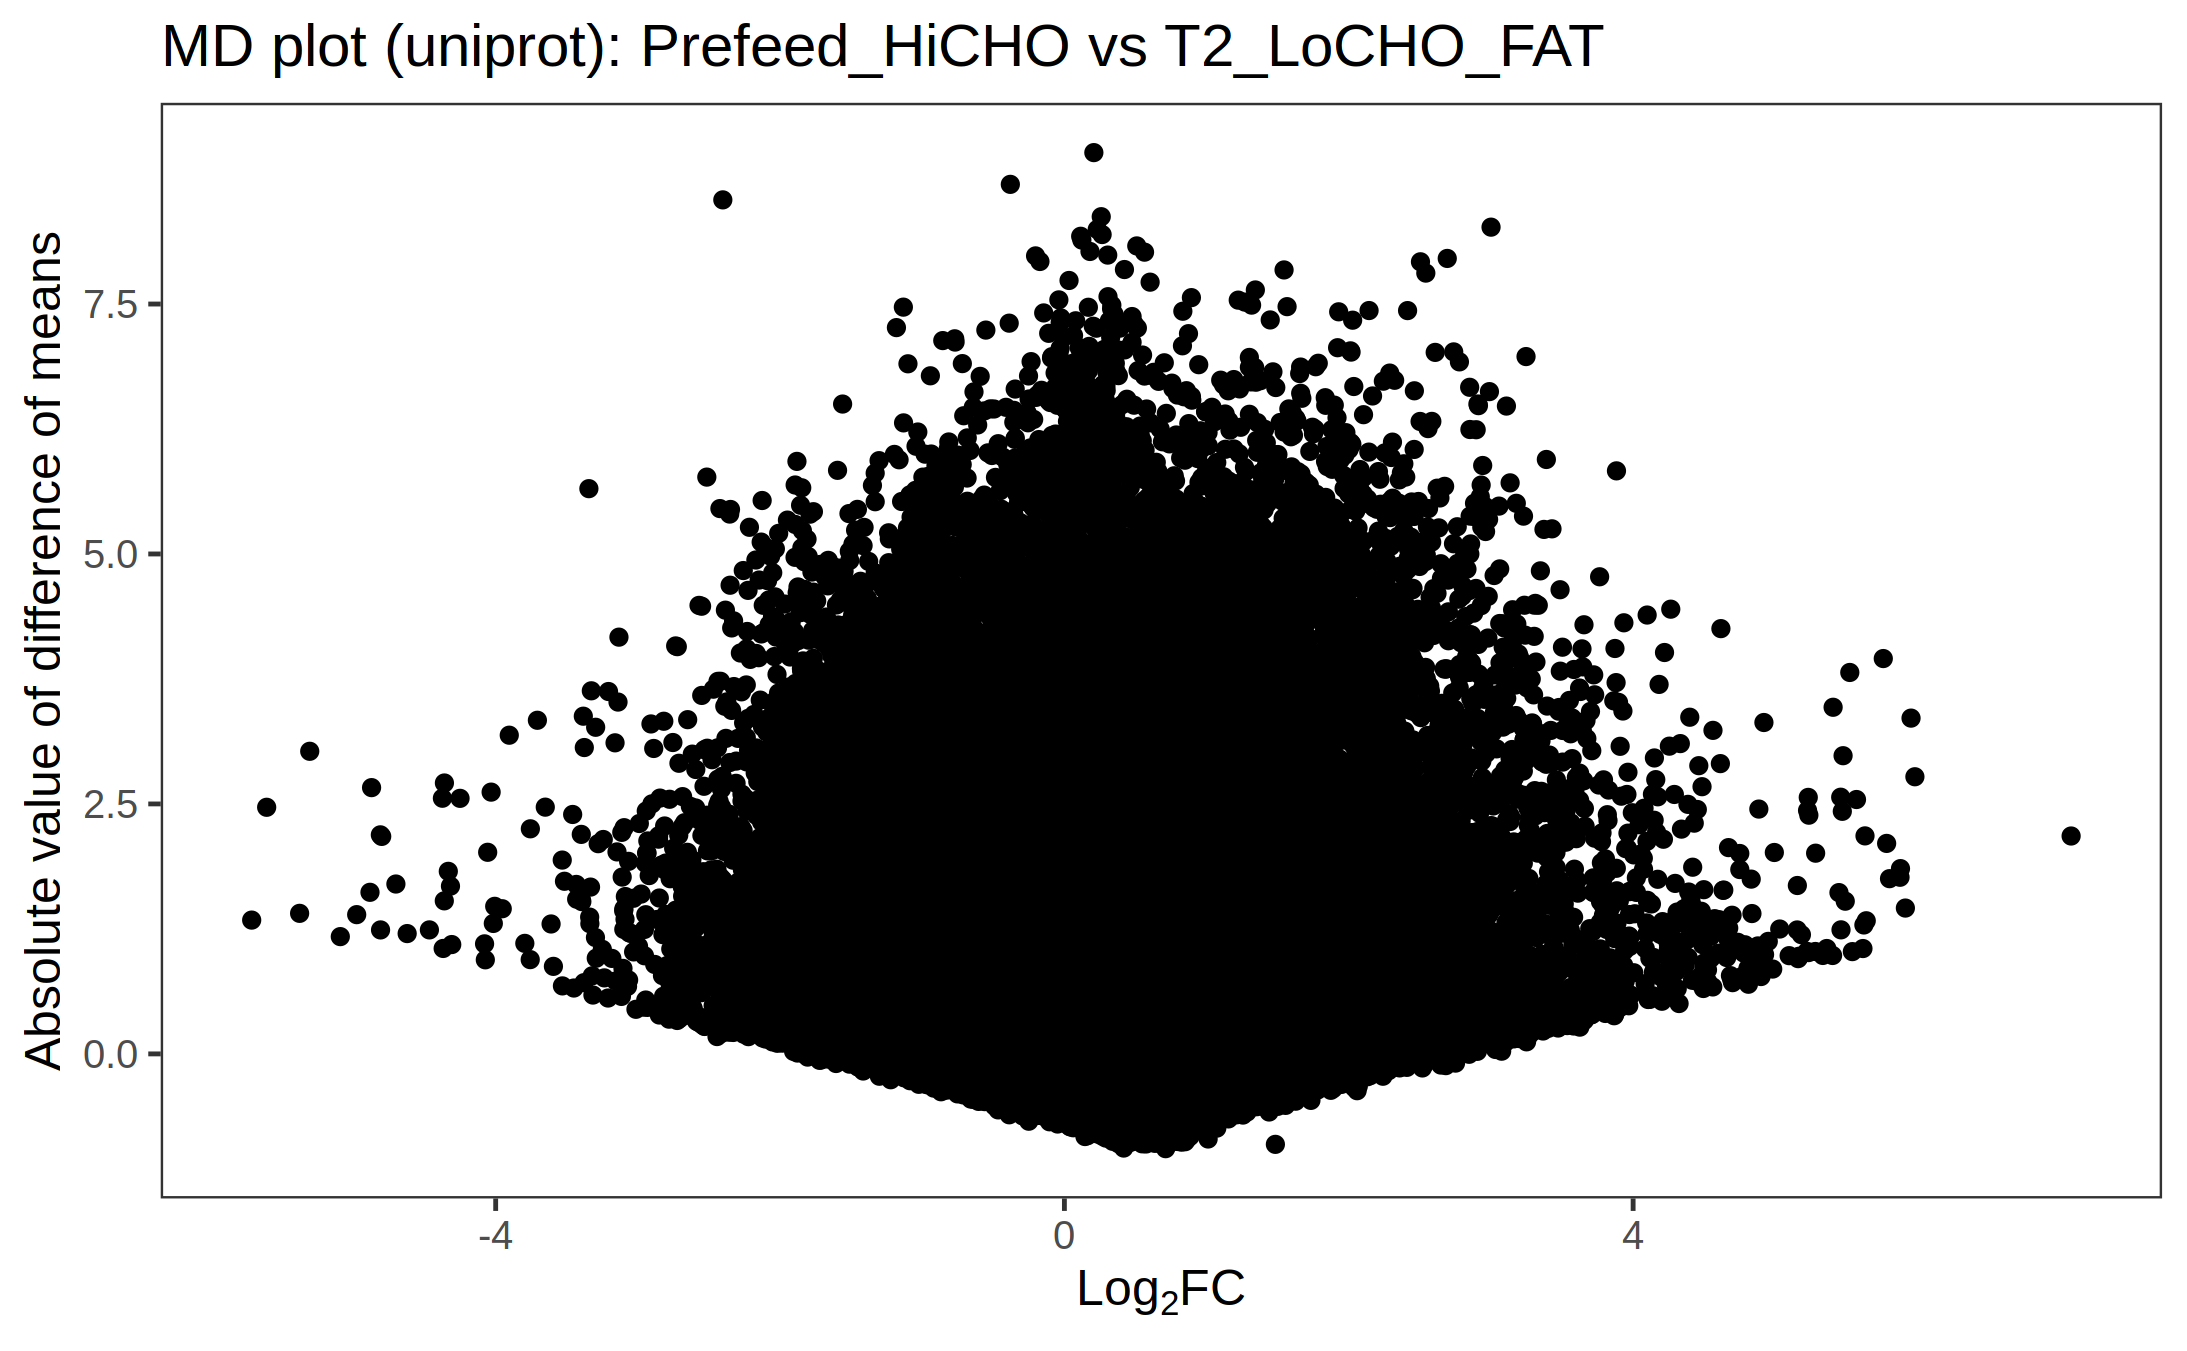 MD plot (uniprot): Prefeed_HiCHO vs T2_LoCHO_FAT
Absolute value of difference of means
7.5
5.0
2.5
0.0
-4
0
4
Log₂FC